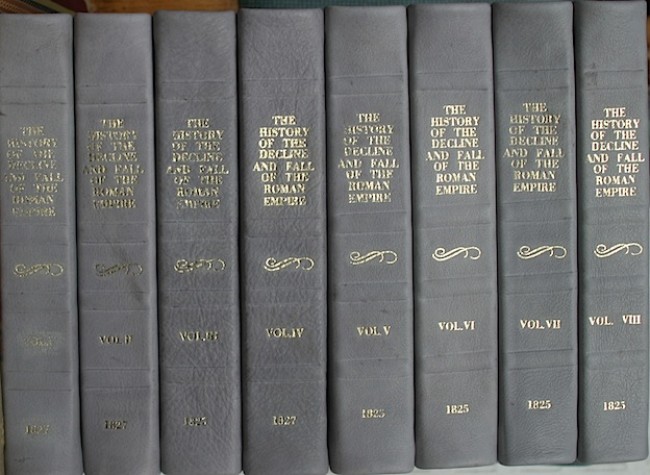 THE
HISTORY
OF THE
DECLINE
AND FALL
OF THE
ROMAN
EMPIRE
1827
THE
HISTORY
OF THE
DECLINE
AND FALL
OF THE
ROMAN
EMPIRE
VOL.II
1827
THE
HISTORY
OF THE
DECLINE
AND FALL
OF THE
ROMAN
EMPIRE
VOL.III
1825
THE
HISTORY
OF THE
DECLINE
AND FALL
OF THE
ROMAN
EMPIRE
VOL.IV
1827
THE
HISTORY
OF THE
DECLINE
AND FALL
OF THE
ROMAN
EMPIRE
VOL.V
1825
THE
HISTORY
OF THE
DECLINE
AND FALL
OF THE
ROMAN
EMPIRE
VOL.VI
1825
THE
HISTORY
OF THE
DECLINE
AND FALL
OF THE
ROMAN
EMPIRE
VOL.VII
1825
THE
HISTORY
OF THE
DECLINE
AND FALL
OF THE
ROMAN
EMPIRE
VOL. VIII
1825